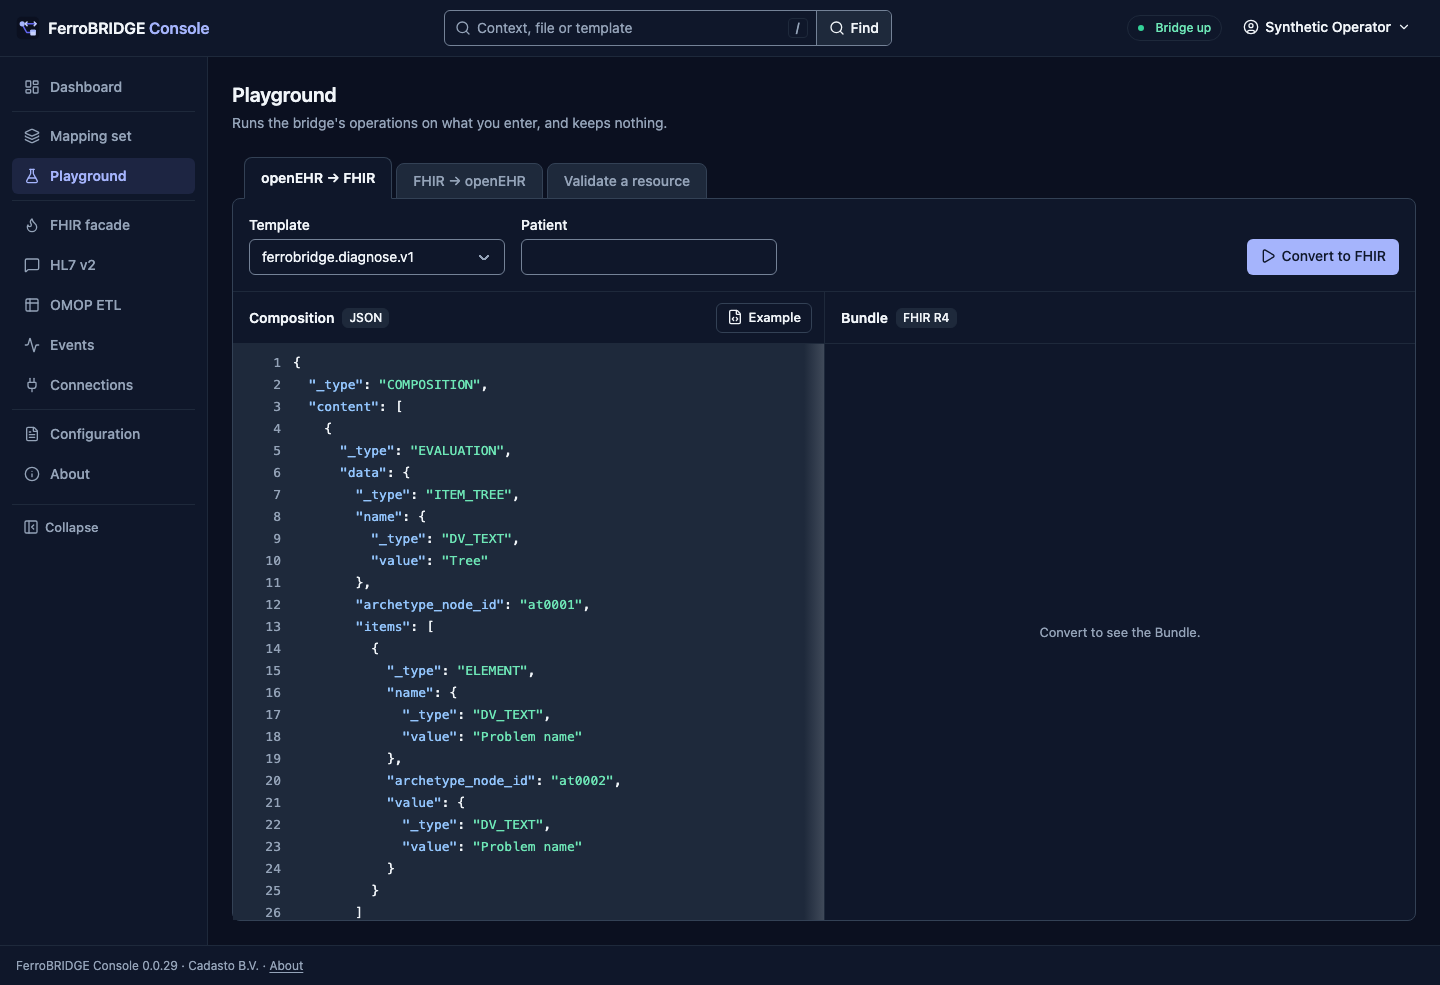 FerroBRIDGE Console
Context, file or template
/
Find
Bridge up
Synthetic Operator
Dashboard
Mapping set
Playground
FHIR facade
HL7 v2
OMOP ETL
Events
Connections
Configuration
About
Collapse
Playground
Runs the bridge's operations on what you enter, and keeps nothing.
openEHR → FHIR
FHIR → openEHR
Validate a resource
Template
Patient
ferrobridge.diagnose.v1
Convert to FHIR
Composition JSON
Example
Bundle FHIR R4
1 {
2 "_type": "COMPOSITION",
3 "content": [
4 {
5 "_type": "EVALUATION",
6 "data": {
7 "_type": "ITEM_TREE",
8 "name": {
9 "_type": "DV_TEXT",
10 "value": "Tree"
11 },
12 "archetype_node_id": "at0001",
13 "items": [
14 {
15 "_type": "ELEMENT",
16 "name": {
17 "_type": "DV_TEXT",
18 "value": "Problem name"
19 },
20 "archetype_node_id": "at0002",
21 "value": {
22 "_type": "DV_TEXT",
23 "value": "Problem name"
24 }
25 }
26 ]
Convert to see the Bundle.
FerroBRIDGE Console 0.0.29 · Cadasto B.V. · About